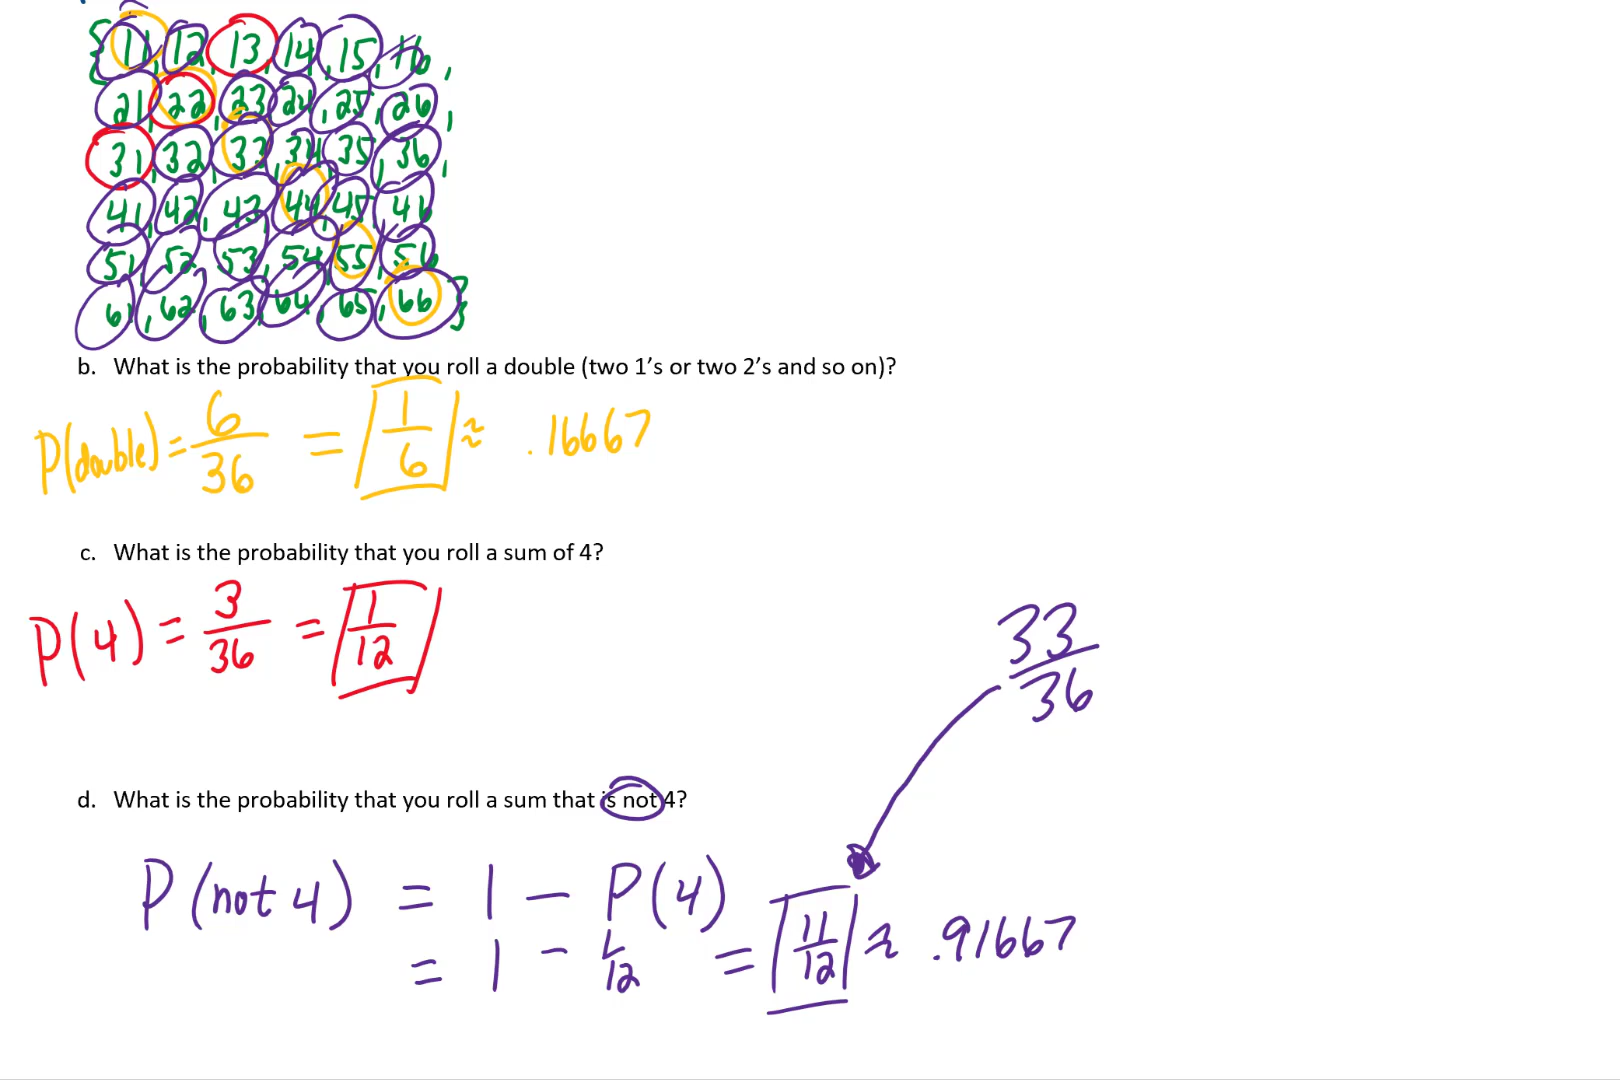 {11, 12, 13, 14, 15, 16,
21, 22, 23, 24, 25, 26,
31, 32, 33, 34, 35, 36,
41, 42, 43, 44, 45, 46
51, 52, 53, 54, 55, 56
61, 62, 63, 64, 65, 66}
b. What is the probability that you roll a double (two 1’s or two 2’s and so on)?
P(double) = 6/36 = 1/6 ≈ .16667
c. What is the probability that you roll a sum of 4?
P(4) = 3/36 = 1/12
33/36
d. What is the probability that you roll a sum that is not 4?
P(not 4) = 1 - P(4)
= 1 - 1/12 = 11/12 ≈ .91667